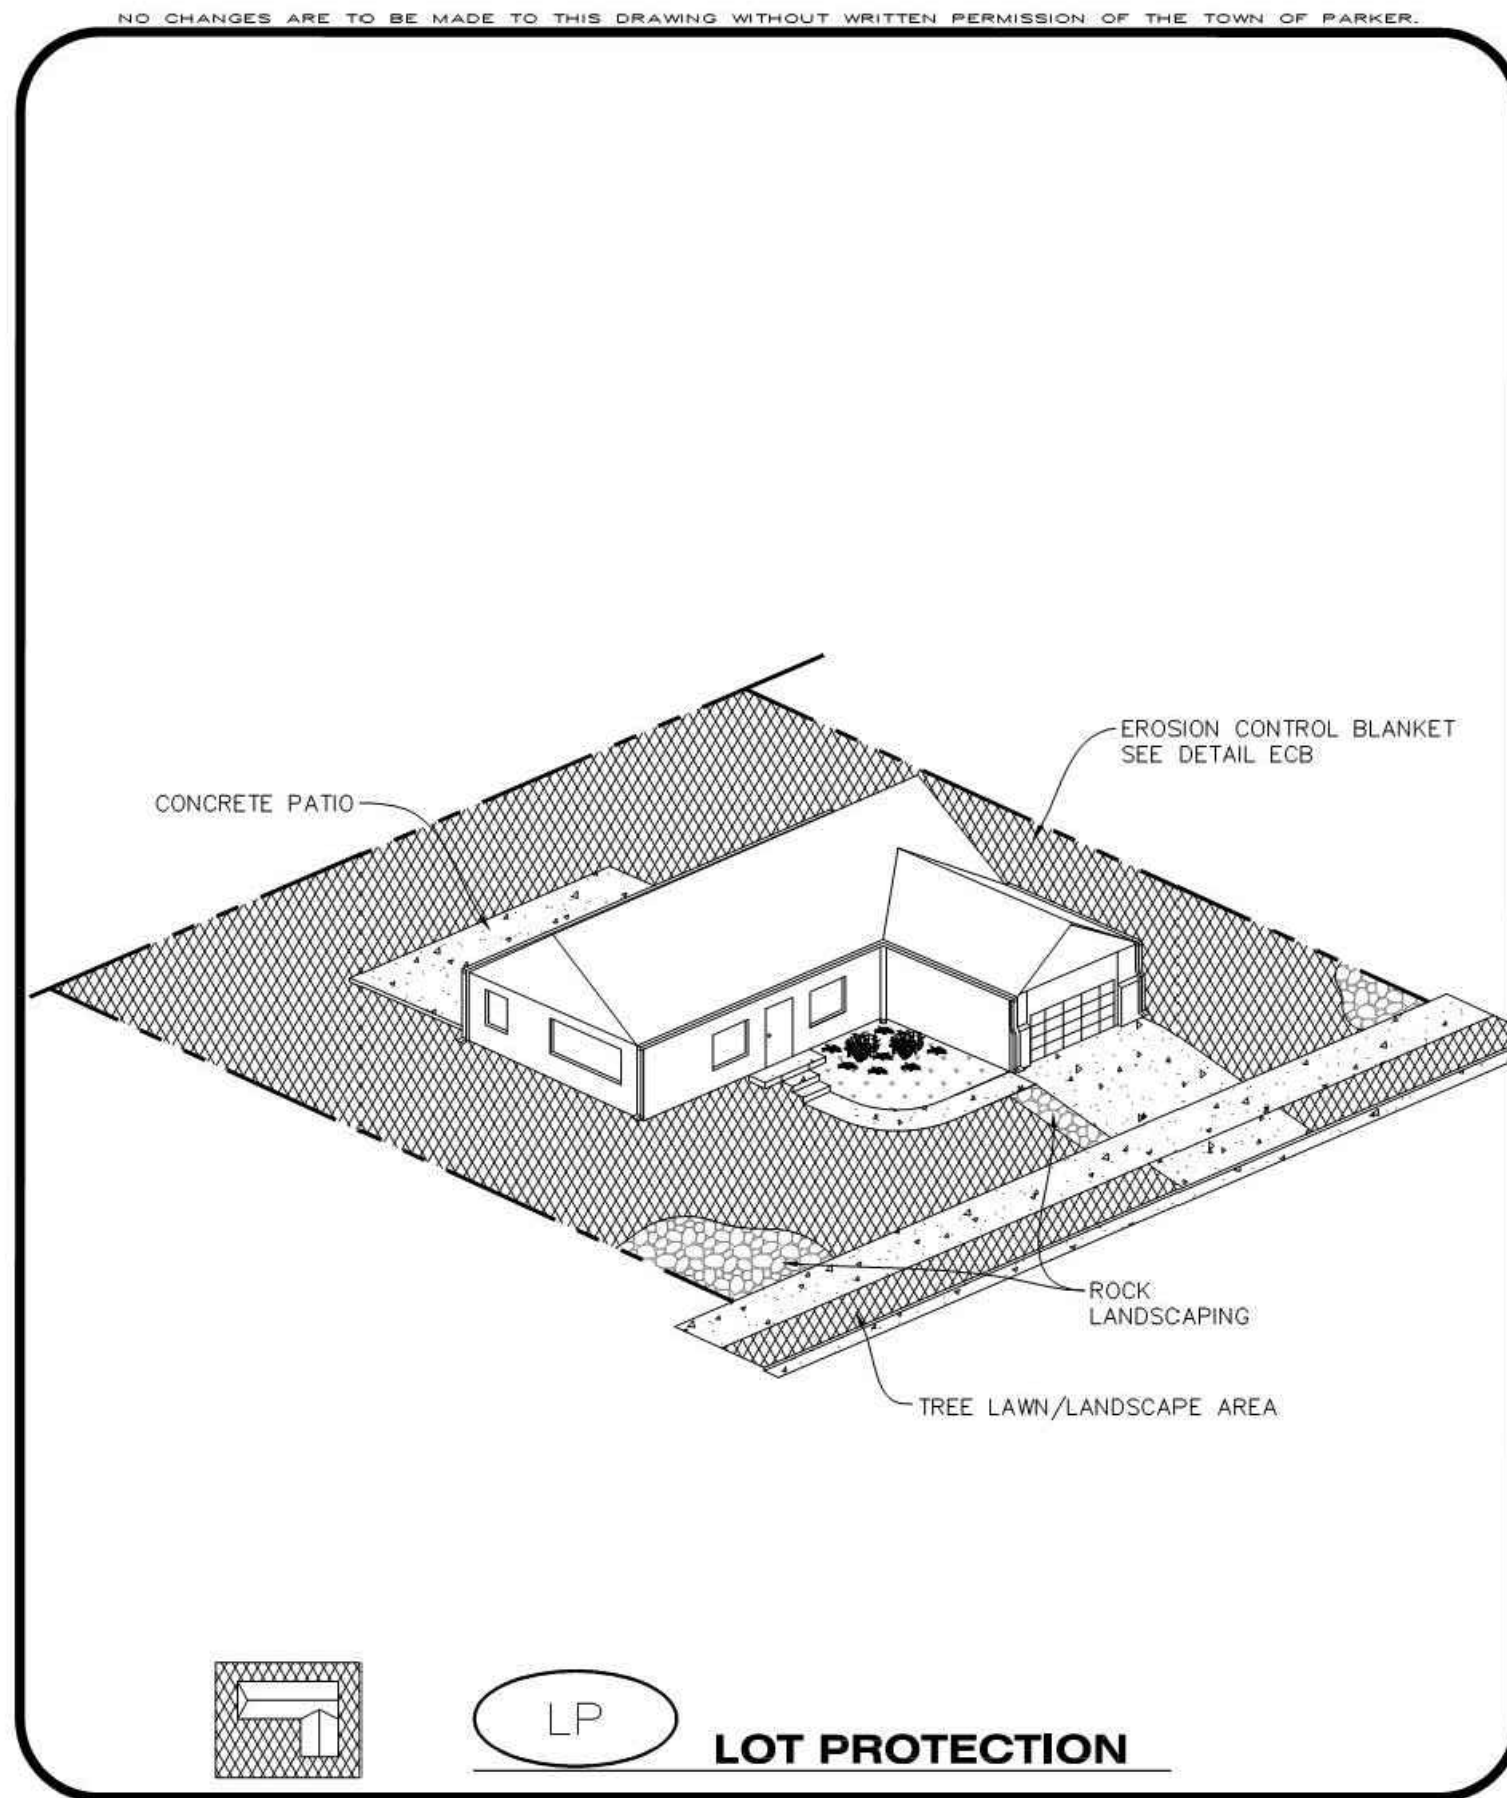 NO CHANGES ARE TO BE MADE TO THIS DRAWING WITHOUT WRITTEN PERMISSION OF THE TOWN OF PARKER.
EROSION CONTROL BLANKET
SEE DETAIL ECB
CONCRETE PATIO
ROCK
LANDSCAPING
TREE LAWN/LANDSCAPE AREA
LP
LOT PROTECTION